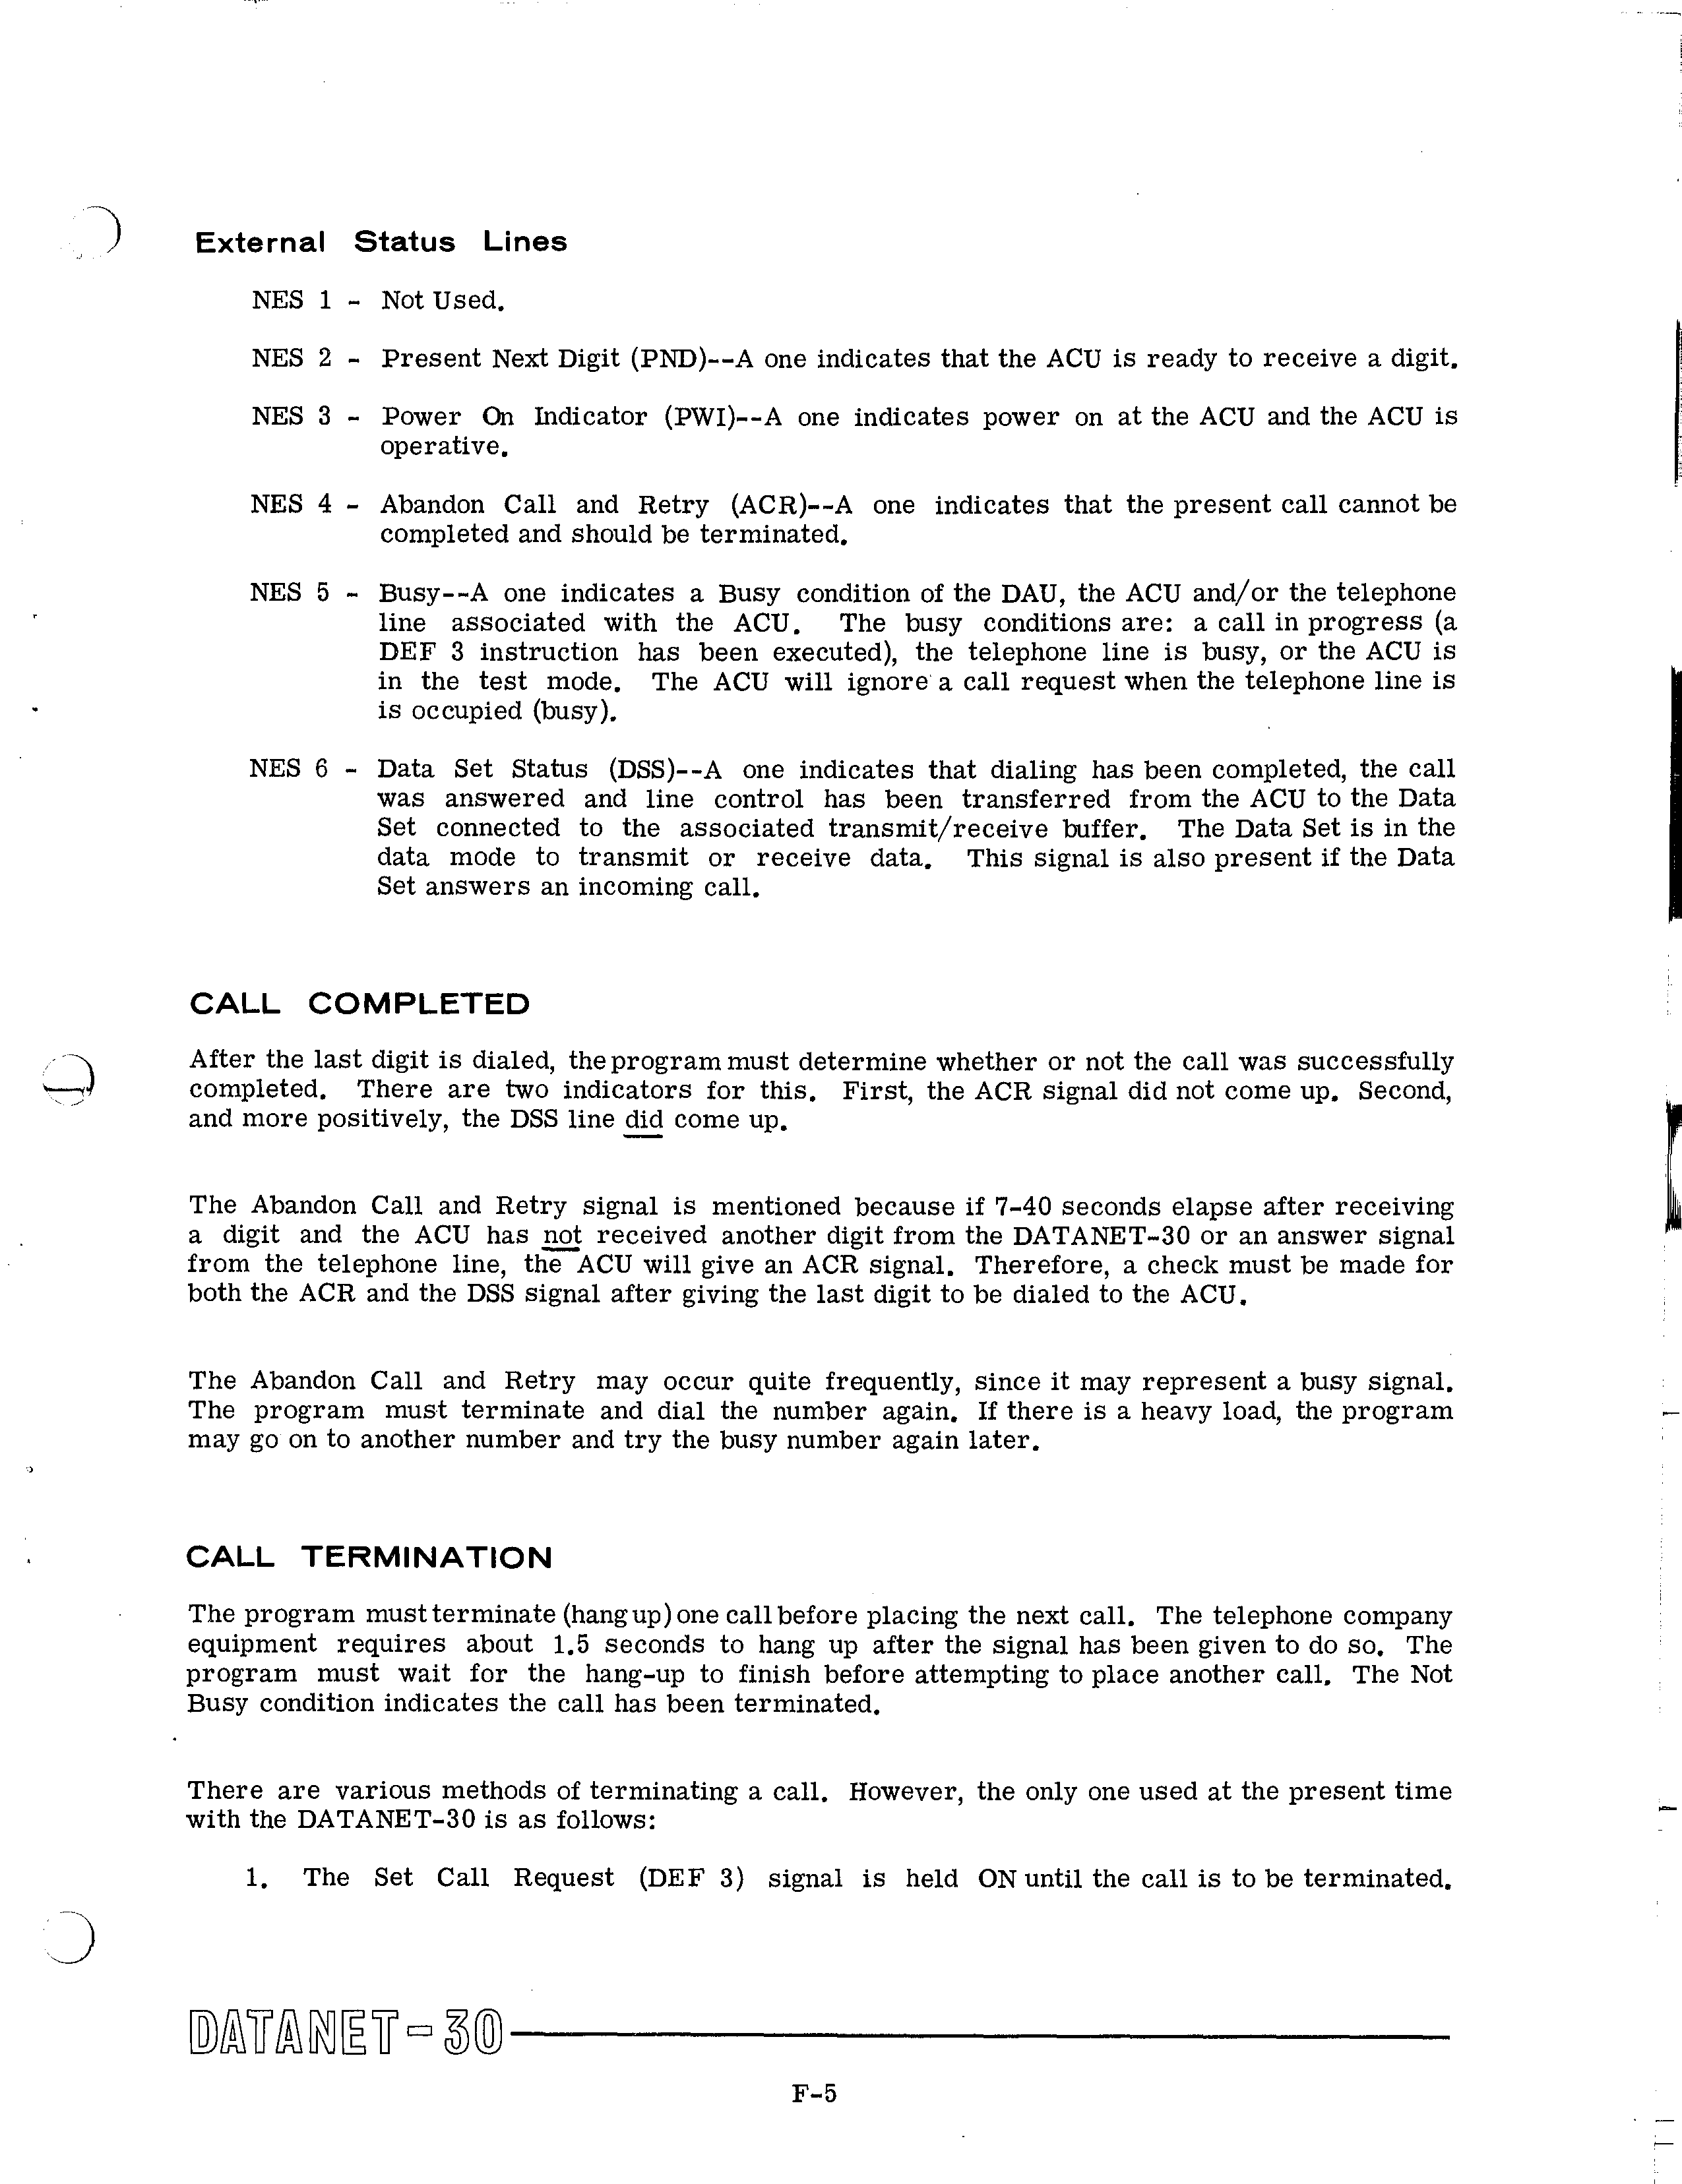 External Status Lines
NES 1 - Not Used.
NES 2 - Present Next Digit (PND)--A one indicates that the ACU is ready to receive a digit.
NES 3 - Power On Indicator (PWI)--A one indicates power on at the ACU and the ACU is
operative.
NES 4 - Abandon Call and Retry (ACR)--A one indicates that the present call cannot be
completed and should be terminated.
NES 5 - Busy--A one indicates a Busy condition of the DAU, the ACU and/or the telephone
line associated with the ACU. The busy conditions are: a call in progress (a
DEF 3 instruction has been executed), the telephone line is busy, or the ACU is
in the test mode. The ACU will ignore a call request when the telephone line is
is occupied (busy).
NES 6 - Data Set Status (DSS)--A one indicates that dialing has been completed, the call
was answered and line control has been transferred from the ACU to the Data
Set connected to the associated transmit/receive buffer. The Data Set is in the
data mode to transmit or receive data. This signal is also present if the Data
Set answers an incoming call.
CALL COMPLETED
After the last digit is dialed, the program must determine whether or not the call was successfully
completed. There are two indicators for this. First, the ACR signal did not come up. Second,
and more positively, the DSS line did come up.
The Abandon Call and Retry signal is mentioned because if 7-40 seconds elapse after receiving
a digit and the ACU has not received another digit from the DATANET-30 or an answer signal
from the telephone line, the ACU will give an ACR signal. Therefore, a check must be made for
both the ACR and the DSS signal after giving the last digit to be dialed to the ACU.
The Abandon Call and Retry may occur quite frequently, since it may represent a busy signal.
The program must terminate and dial the number again. If there is a heavy load, the program
may go on to another number and try the busy number again later.
CALL TERMINATION
The program must terminate (hang up) one call before placing the next call. The telephone company
equipment requires about 1.5 seconds to hang up after the signal has been given to do so. The
program must wait for the hang-up to finish before attempting to place another call. The Not
Busy condition indicates the call has been terminated.
There are various methods of terminating a call. However, the only one used at the present time
with the DATANET-30 is as follows:
1. The Set Call Request (DEF 3) signal is held ON until the call is to be terminated.
DATANET-30
F-5